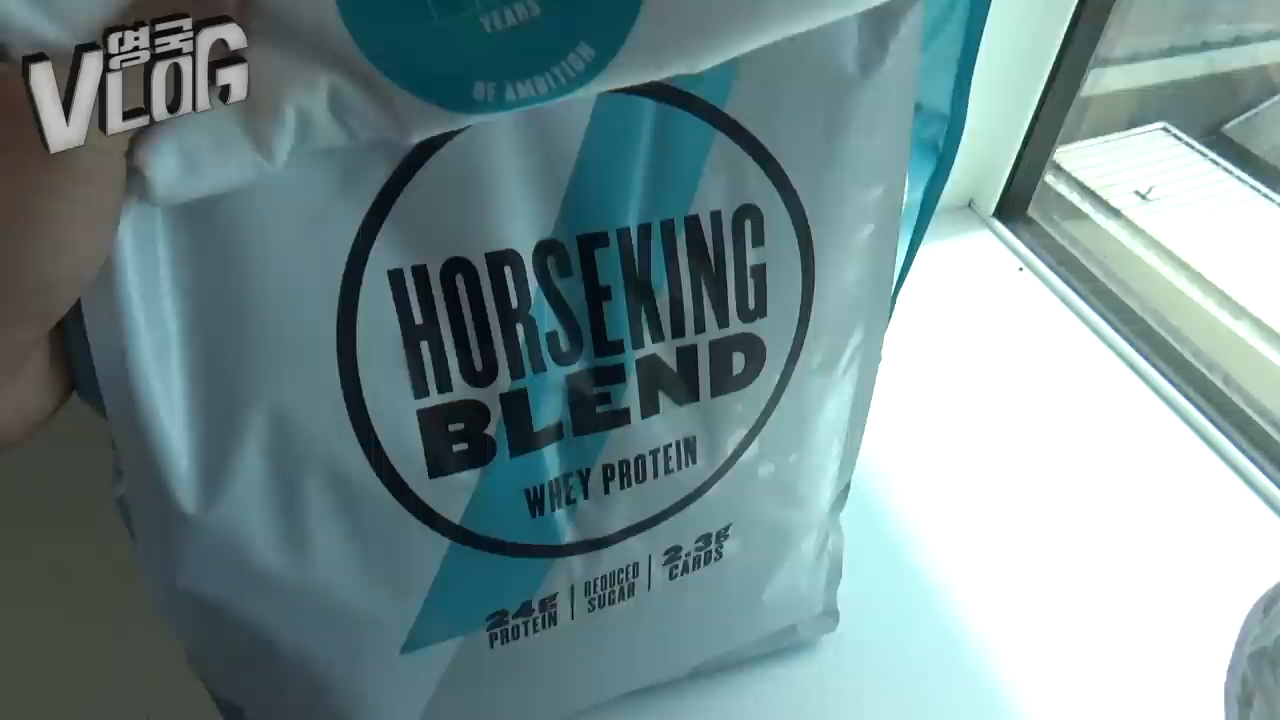 영국
VLOG
YEARS
OF AMBITION
HORSEKING
BLEND
WHEY PROTEIN
24g
PROTEIN
REDUCED
SUGAR
2.3g
CARBS